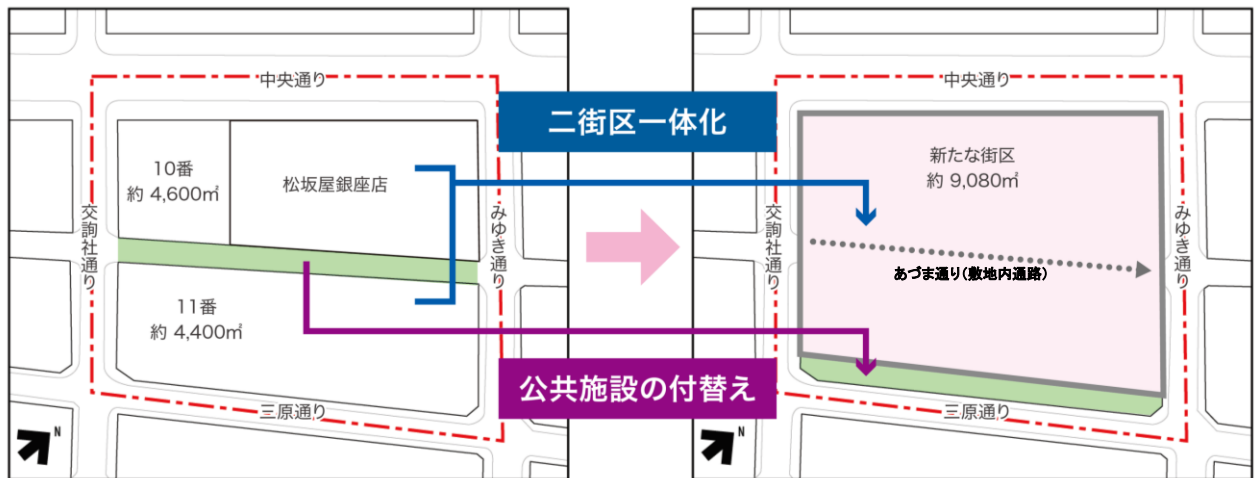 中央通り
10番
約 4,600㎡
松坂屋銀座店
交詢社通り
みゆき通り
11番
約 4,400㎡
三原通り
N
二街区一体化
公共施設の付替え
中央通り
新たな街区
約 9,080㎡
交詢社通り
みゆき通り
あづま通り(敷地内通路)
三原通り
N